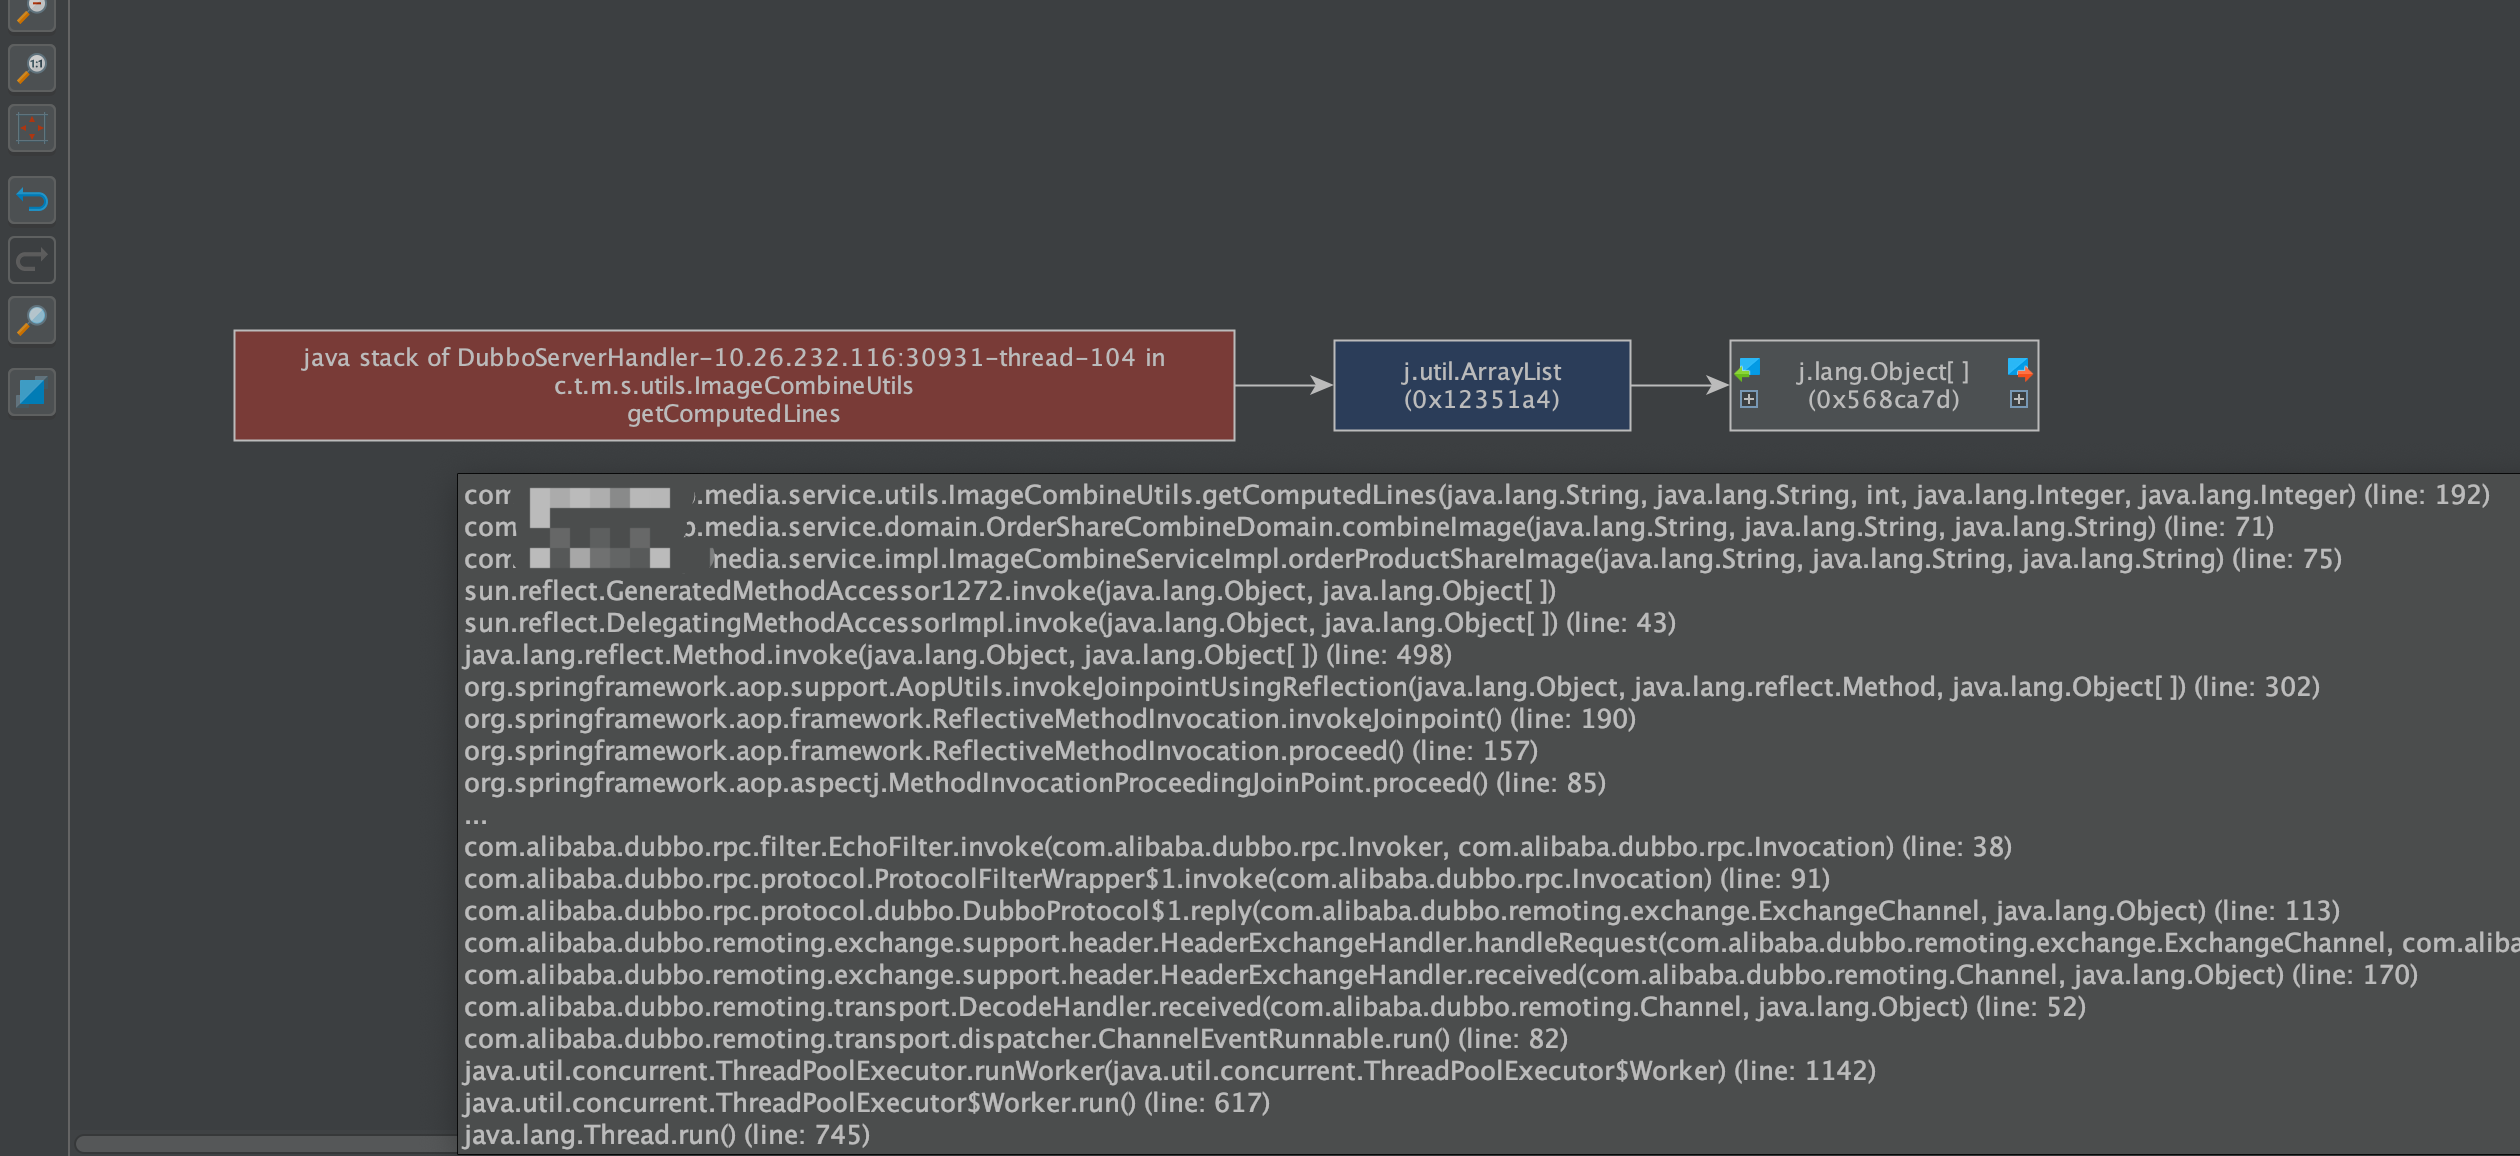 1:1
java stack of DubboServerHandler-10.26.232.116:30931-thread-104 in
c.t.m.s.utils.ImageCombineUtils
getComputedLines
j.util.ArrayList
(0x12351a4)
j.lang.Object[ ]
(0x568ca7d)
com .media.service.utils.ImageCombineUtils.getComputedLines(java.lang.String, java.lang.String, int, java.lang.Integer, java.lang.Integer) (line: 192)
com .media.service.domain.OrderShareCombineDomain.combineImage(java.lang.String, java.lang.String, java.lang.String) (line: 71)
com. media.service.impl.ImageCombineServiceImpl.orderProductShareImage(java.lang.String, java.lang.String, java.lang.String) (line: 75)
sun.reflect.GeneratedMethodAccessor1272.invoke(java.lang.Object, java.lang.Object[ ])
sun.reflect.DelegatingMethodAccessorImpl.invoke(java.lang.Object, java.lang.Object[ ]) (line: 43)
java.lang.reflect.Method.invoke(java.lang.Object, java.lang.Object[ ]) (line: 498)
org.springframework.aop.support.AopUtils.invokeJoinpointUsingReflection(java.lang.Object, java.lang.reflect.Method, java.lang.Object[ ]) (line: 302)
org.springframework.aop.framework.ReflectiveMethodInvocation.invokeJoinpoint() (line: 190)
org.springframework.aop.framework.ReflectiveMethodInvocation.proceed() (line: 157)
org.springframework.aop.aspectj.MethodInvocationProceedingJoinPoint.proceed() (line: 85)
...
com.alibaba.dubbo.rpc.filter.EchoFilter.invoke(com.alibaba.dubbo.rpc.Invoker, com.alibaba.dubbo.rpc.Invocation) (line: 38)
com.alibaba.dubbo.rpc.protocol.ProtocolFilterWrapper$1.invoke(com.alibaba.dubbo.rpc.Invocation) (line: 91)
com.alibaba.dubbo.rpc.protocol.dubbo.DubboProtocol$1.reply(com.alibaba.dubbo.remoting.exchange.ExchangeChannel, java.lang.Object) (line: 113)
com.alibaba.dubbo.remoting.exchange.support.header.HeaderExchangeHandler.handleRequest(com.alibaba.dubbo.remoting.exchange.ExchangeChannel, com.aliba
com.alibaba.dubbo.remoting.exchange.support.header.HeaderExchangeHandler.received(com.alibaba.dubbo.remoting.Channel, java.lang.Object) (line: 170)
com.alibaba.dubbo.remoting.transport.DecodeHandler.received(com.alibaba.dubbo.remoting.Channel, java.lang.Object) (line: 52)
com.alibaba.dubbo.remoting.transport.dispatcher.ChannelEventRunnable.run() (line: 82)
java.util.concurrent.ThreadPoolExecutor.runWorker(java.util.concurrent.ThreadPoolExecutor$Worker) (line: 1142)
java.util.concurrent.ThreadPoolExecutor$Worker.run() (line: 617)
java.lang.Thread.run() (line: 745)